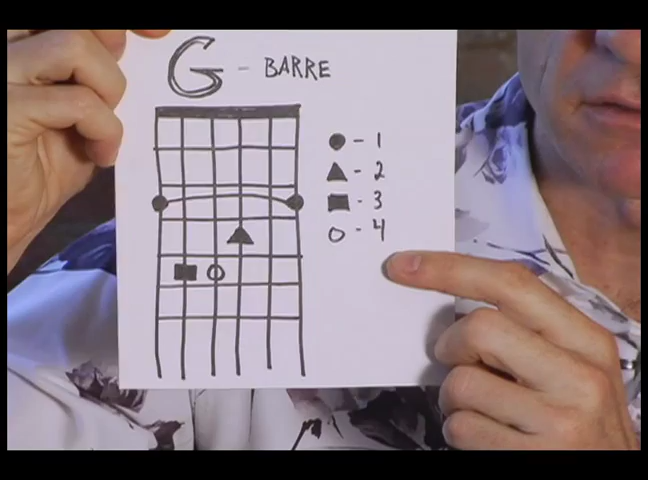 G - BARRE
● - 1
▲ - 2
■ - 3
○ - 4